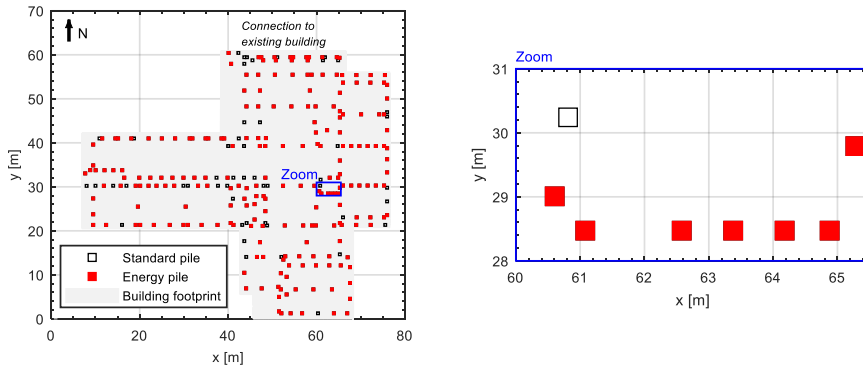 70
60
50
40
30
20
10
0
y [m]
N
Connection to
existing building
Zoom
Standard pile
Energy pile
Building footprint
0
20
40
60
80
x [m]
Zoom
31
30
29
28
y [m]
60
61
62
63
64
65
x [m]